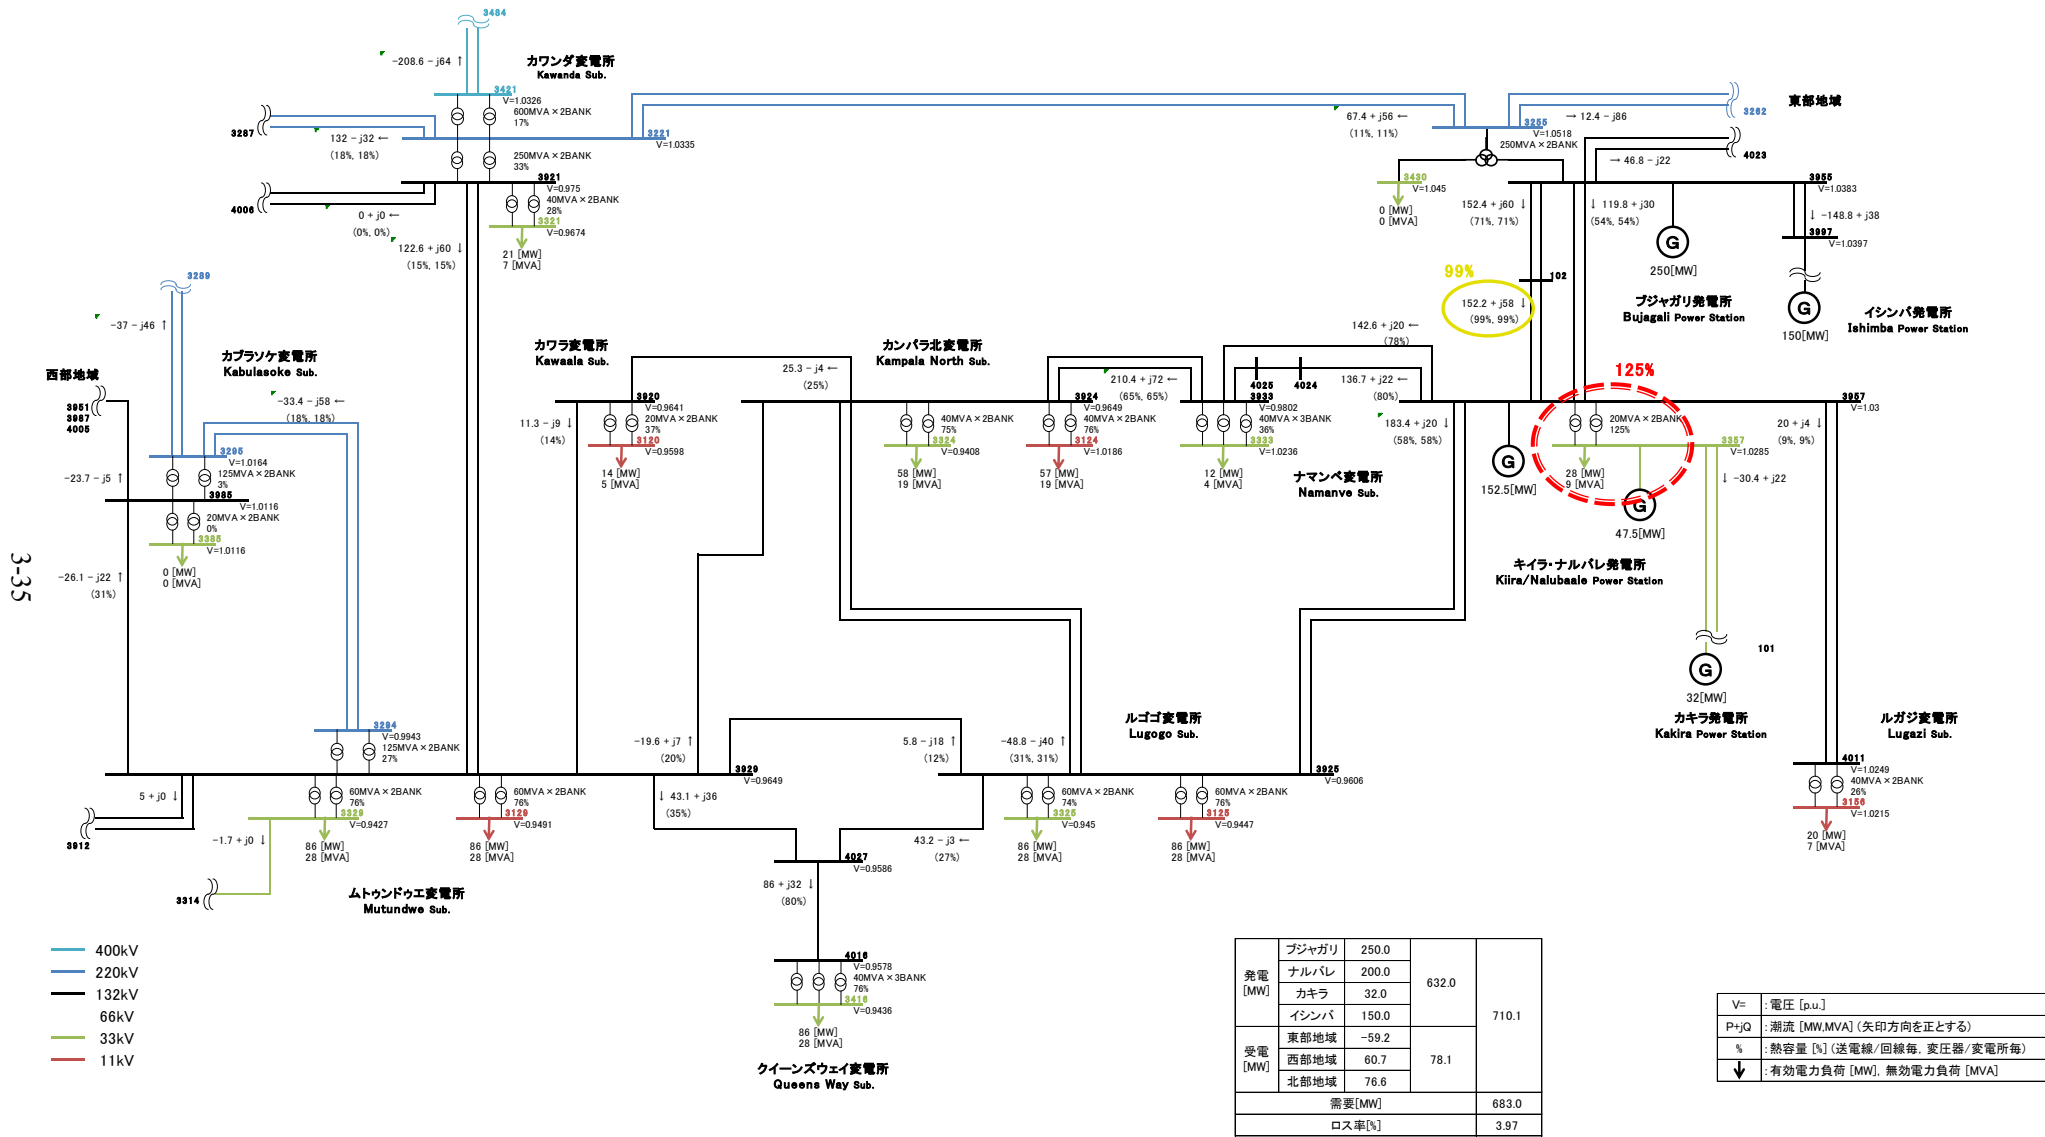 3484
-208.6 - j64 ↑
カワンダ変電所
Kawanda Sub.
3421
V=1.0326
600MVA×2BANK
17%
3287
132 - j32 ←
(18%, 18%)
3221
V=1.0335
250MVA×2BANK
33%
3921
V=0.975
40MVA×2BANK
28%
4006
0 + j0 ←
(0%, 0%)
3321
V=0.9674
21 [MW]
7 [MVA]
122.6 + j60 ↓
(15%, 15%)
67.4 + j56 ←
(11%, 11%)
3255
V=1.0518
250MVA×2BANK
→ 12.4 - j86
3262
東部地域
4023
→ 46.8 - j22
3430
V=1.045
0 [MW]
0 [MVA]
3955
V=1.0383
152.4 + j60 ↓
(71%, 71%)
↓ 119.8 + j30
(54%, 54%)
G
250[MW]
↓ -148.8 + j38
3997
V=1.0397
G
150[MW]
ブジャガリ発電所
Bujagali Power Station
イシンバ発電所
Ishimba Power Station
99%
102
152.2 + j58 ↓
(99%, 99%)
3289
-37 - j46 ↑
カブラソケ変電所
Kabulasoke Sub.
西部地域
3951
3987
4005
-33.4 - j58 ←
(18%, 18%)
3295
V=1.0164
125MVA×2BANK
3%
-23.7 - j5 ↑
3985
V=1.0116
20MVA×2BANK
0%
3385
V=1.0116
0 [MW]
0 [MVA]
-26.1 - j22 ↑
(31%)
カワラ変電所
Kawaala Sub.
25.3 - j4 ←
(25%)
3920
V=0.9641
20MVA×2BANK
37%
3120
V=0.9598
14 [MW]
5 [MVA]
11.3 - j9 ↓
(14%)
カンパラ北変電所
Kampala North Sub.
40MVA×2BANK
75%
3324
V=0.9408
58 [MW]
19 [MVA]
3924
V=0.9649
40MVA×2BANK
76%
3124
V=1.0186
57 [MW]
19 [MVA]
210.4 + j72 ←
(65%, 65%)
3933
V=0.9802
40MVA×3BANK
36%
3333
V=1.0236
12 [MW]
4 [MVA]
4025
4024
142.6 + j20 ←
(78%)
136.7 + j22 ←
(80%)
ナマンベ変電所
Namanve Sub.
183.4 + j20 ↓
(58%, 58%)
125%
3957
V=1.03
20MVA×2BANK
125%
3357
V=1.0285
28 [MW]
9 [MVA]
G
152.5[MW]
G
47.5[MW]
20 + j4 ↓
(9%, 9%)
↓ -30.4 + j22
キイラ・ナルバレ発電所
Kiira/Nalubaale Power Station
101
G
32[MW]
カキラ発電所
Kakira Power Station
ルガジ変電所
Lugazi Sub.
4011
V=1.0249
40MVA×2BANK
26%
3156
V=1.0215
20 [MW]
7 [MVA]
3294
V=0.9943
125MVA×2BANK
27%
-19.6 + j7 ↑
(20%)
3929
V=0.9649
5.8 - j18 ↑
(12%)
-48.8 - j40 ↑
(31%, 31%)
ルゴゴ変電所
Lugogo Sub.
3925
V=0.9606
5 + j0 ↓
3912
60MVA×2BANK
76%
3329
V=0.9427
86 [MW]
28 [MVA]
60MVA×2BANK
76%
3129
V=0.9491
86 [MW]
28 [MVA]
-1.7 + j0 ↓
3314
ムトゥンドゥエ変電所
Mutundwe Sub.
↓ 43.1 + j36
(35%)
60MVA×2BANK
74%
3325
V=0.945
86 [MW]
28 [MVA]
60MVA×2BANK
76%
3125
V=0.9447
86 [MW]
28 [MVA]
43.2 - j3 ←
(27%)
4027
V=0.9586
86 + j32 ↓
(80%)
4016
V=0.9578
40MVA×3BANK
76%
3416
V=0.9436
86 [MW]
28 [MVA]
クイーンズウェイ変電所
Queens Way Sub.
3-35
400kV
220kV
132kV
66kV
33kV
11kV
発電 [MW] ブジャガリ 250.0 632.0 710.1
ナルバレ 200.0
カキラ 32.0
イシンバ 150.0
受電 [MW] 東部地域 -59.2 78.1
西部地域 60.7
北部地域 76.6
需要[MW] 683.0
ロス率[%] 3.97
V= :電圧 [p.u.]
P+jQ :潮流 [MW,MVA] (矢印方向を正とする)
% :熱容量 [%] (送電線/回線毎, 変圧器/変電所毎)
↓ :有効電力負荷 [MW], 無効電力負荷 [MVA]